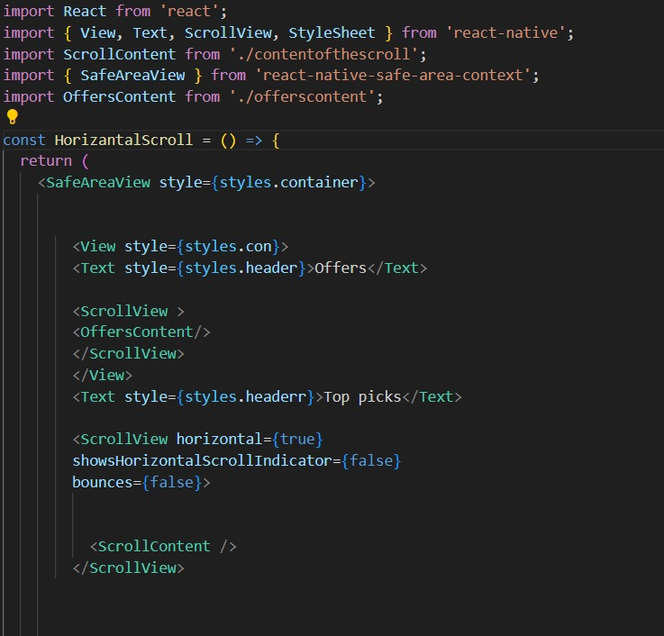 import React from 'react';
import { View, Text, ScrollView, StyleSheet } from 'react-native';
import ScrollContent from './contentofthescroll';
import { SafeAreaView } from 'react-native-safe-area-context';
import OffersContent from './offerscontent';
const HorizantalScroll = () => {
return (
<SafeAreaView style={styles.container}>
<View style={styles.con}>
<Text style={styles.header}>Offers</Text>
<ScrollView >
<OffersContent/>
</ScrollView>
</View>
<Text style={styles.headerr}>Top picks</Text>
<ScrollView horizontal={true}
showsHorizontalScrollIndicator={false}
bounces={false}>
<ScrollContent />
</ScrollView>